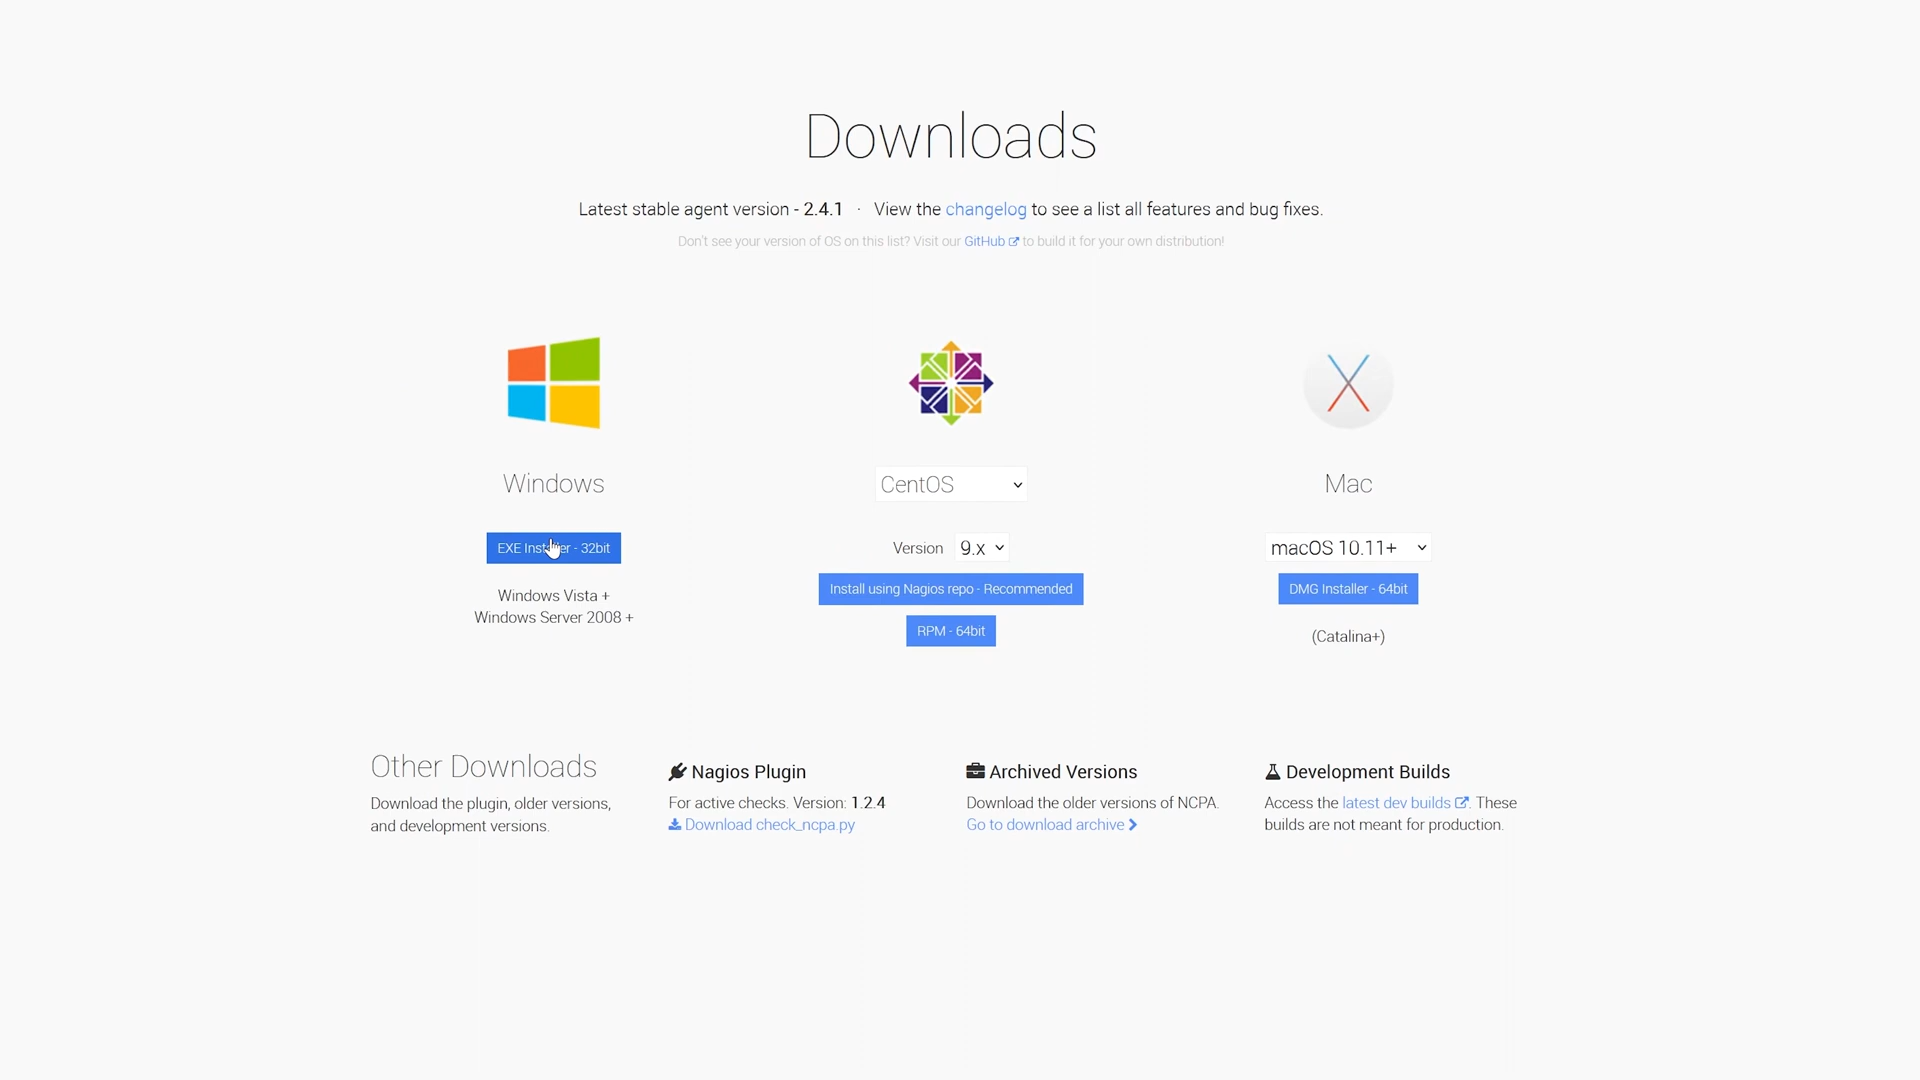 Downloads
Latest stable agent version - 2.4.1 · View the changelog to see a list all features and bug fixes.
Don't see your version of OS on this list? Visit our GitHub to build it for your own distribution!
Windows
EXE Installer - 32bit
Windows Vista +
Windows Server 2008 +
CentOS
Version 9.x
Install using Nagios repo - Recommended
RPM - 64bit
Mac
macOS 10.11+
DMG Installer - 64bit
(Catalina+)
Other Downloads
Download the plugin, older versions,
and development versions.
Nagios Plugin
For active checks. Version: 1.2.4
Download check_ncpa.py
Archived Versions
Download the older versions of NCPA.
Go to download archive
Development Builds
Access the latest dev builds. These
builds are not meant for production.